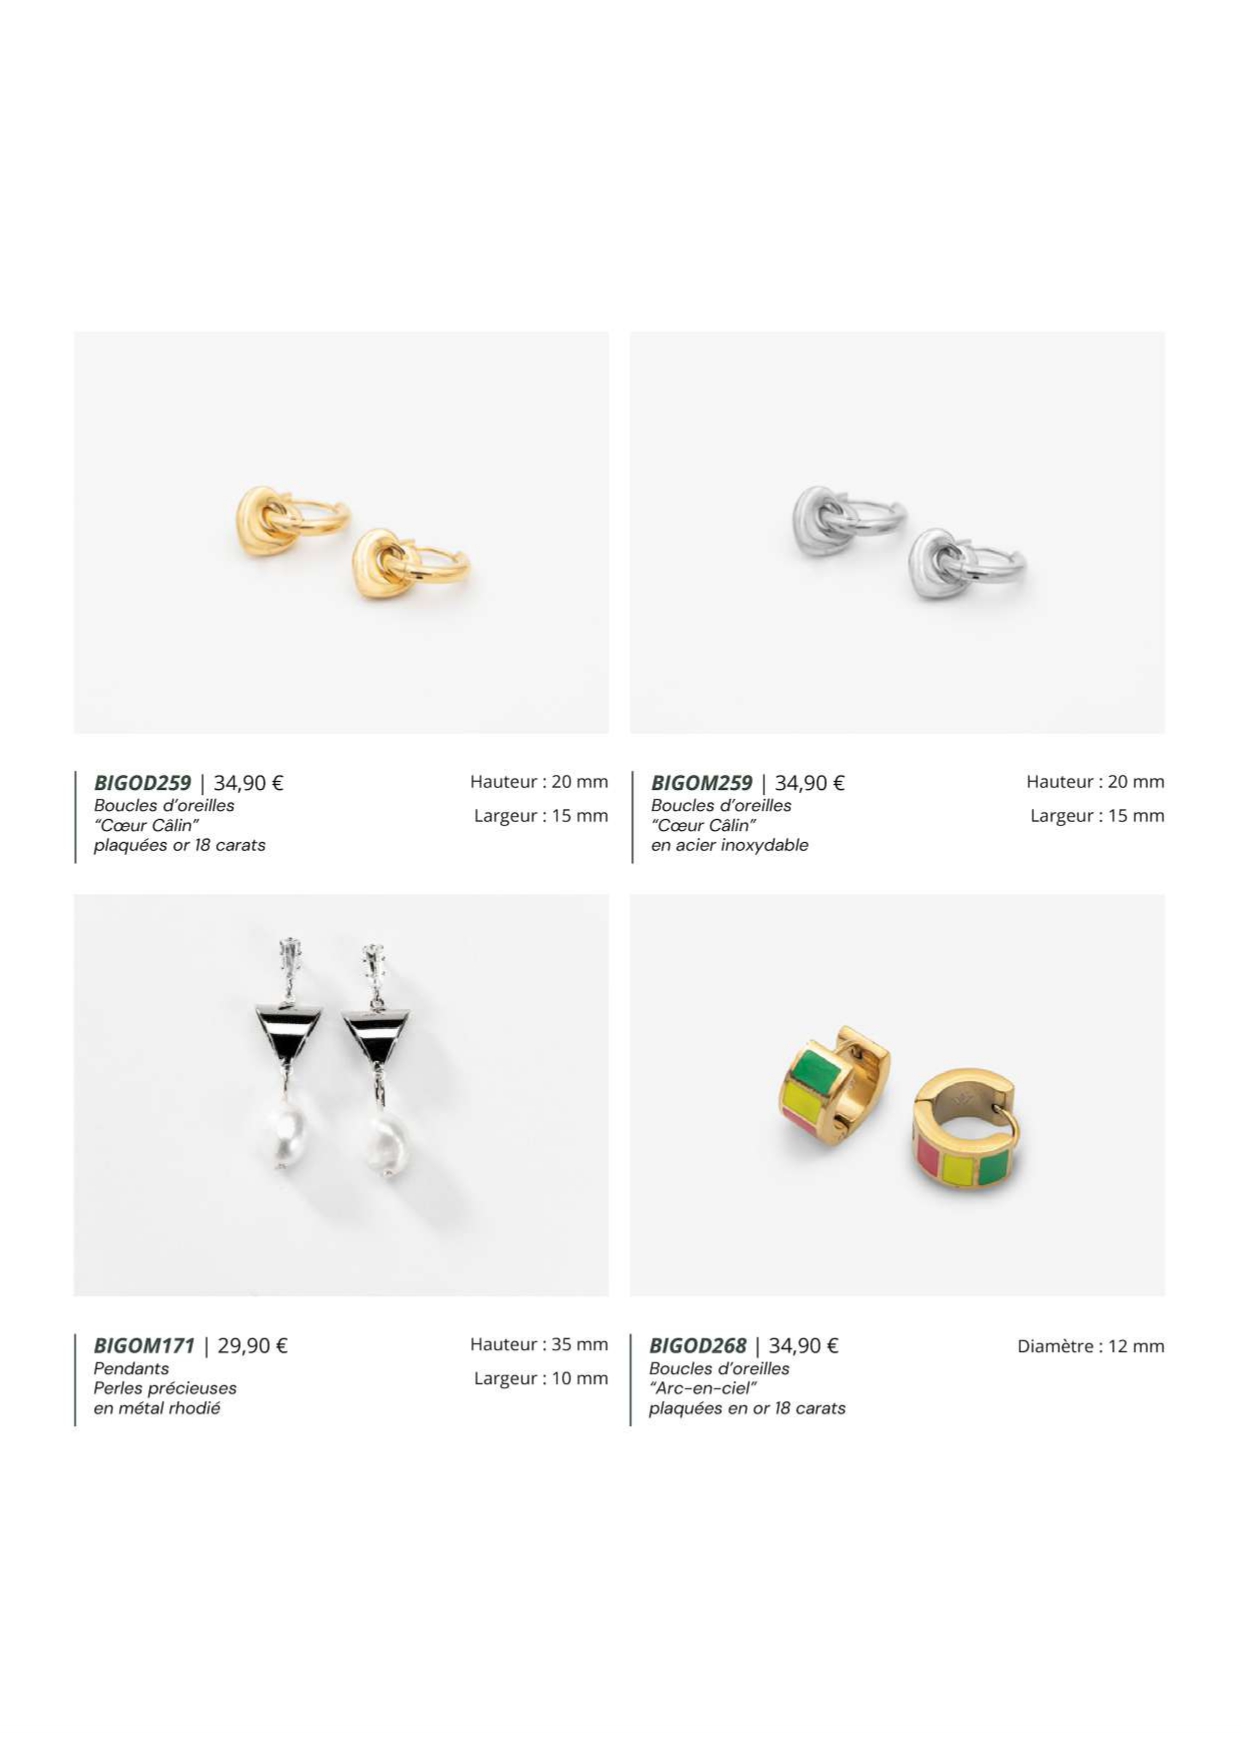 BIGOD259 | 34,90 €
Boucles d’oreilles
“Cœur Câlin”
plaquées or 18 carats
Hauteur : 20 mm
Largeur : 15 mm
BIGOM259 | 34,90 €
Boucles d’oreilles
“Cœur Câlin”
en acier inoxydable
Hauteur : 20 mm
Largeur : 15 mm
BIGOM171 | 29,90 €
Pendants
Perles précieuses
en métal rhodié
Hauteur : 35 mm
Largeur : 10 mm
BIGOD268 | 34,90 €
Boucles d’oreilles
“Arc-en-ciel”
plaquées en or 18 carats
Diamètre : 12 mm